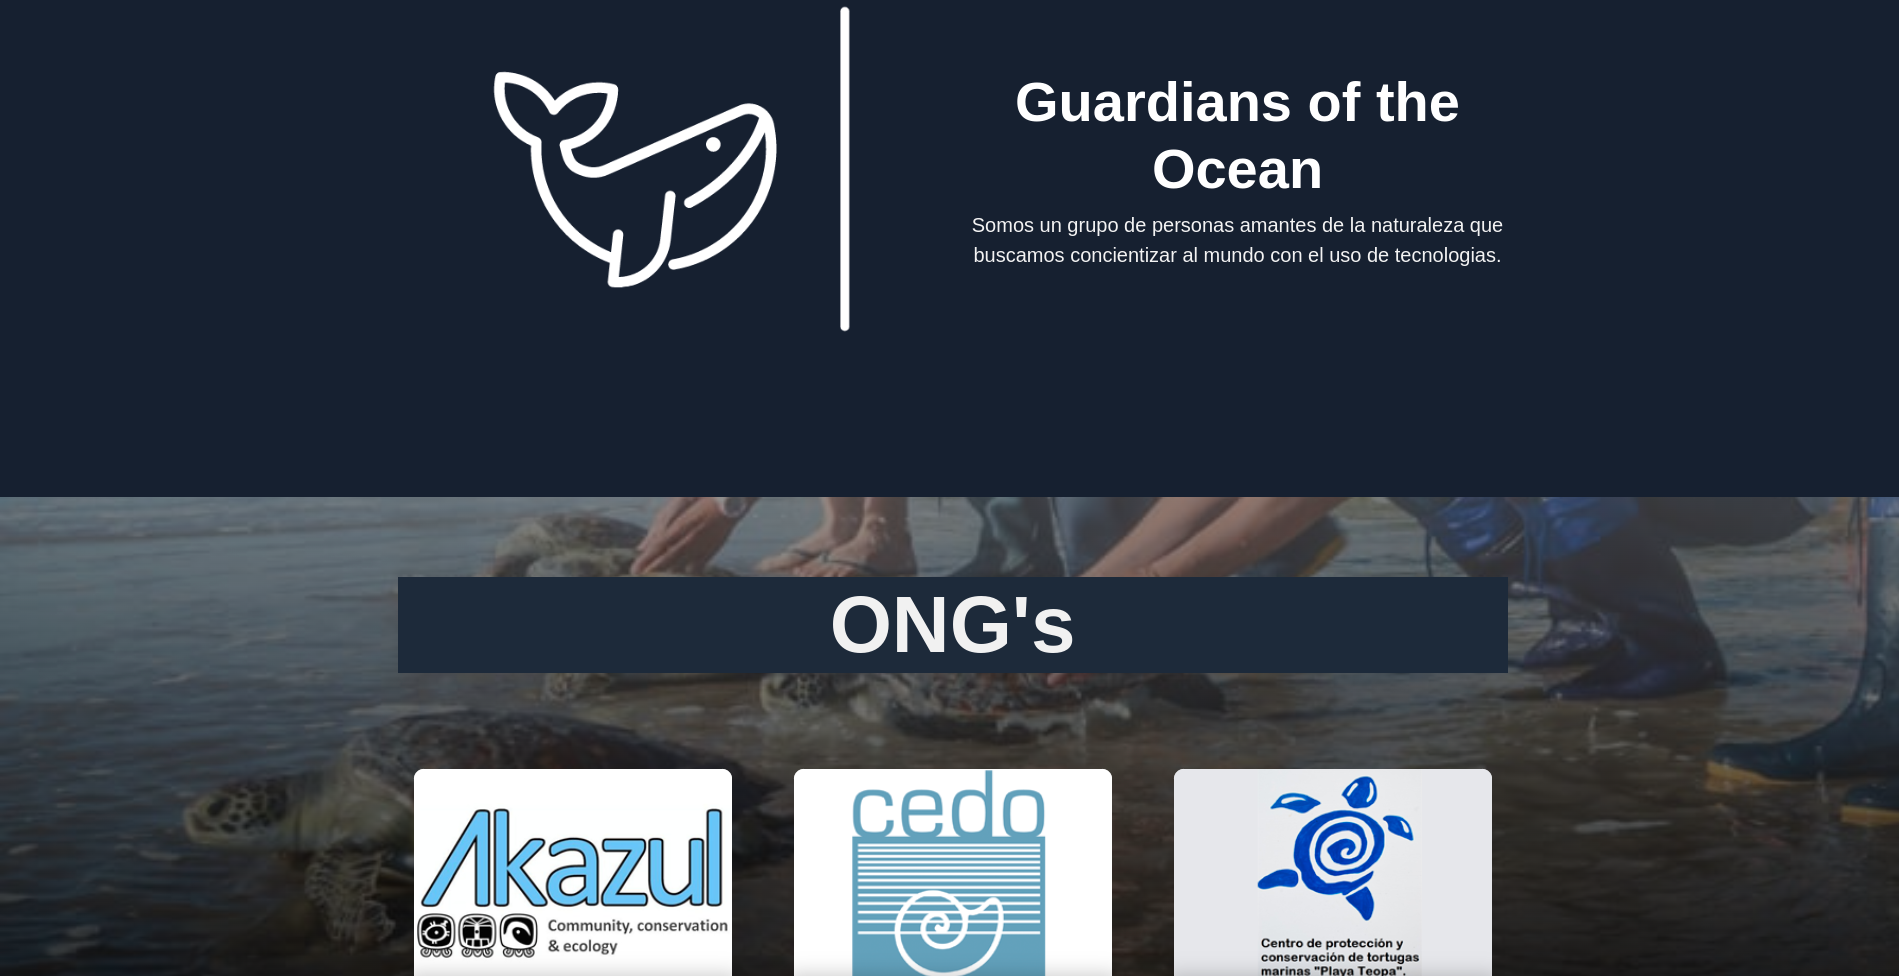 Guardians of the
Ocean
Somos un grupo de personas amantes de la naturaleza que
buscamos concientizar al mundo con el uso de tecnologias.
ONG's
Akazul
Community, conservation
& ecology
cedo
Centro de protección y
conservación de tortugas
marinas "Playa Teopa".